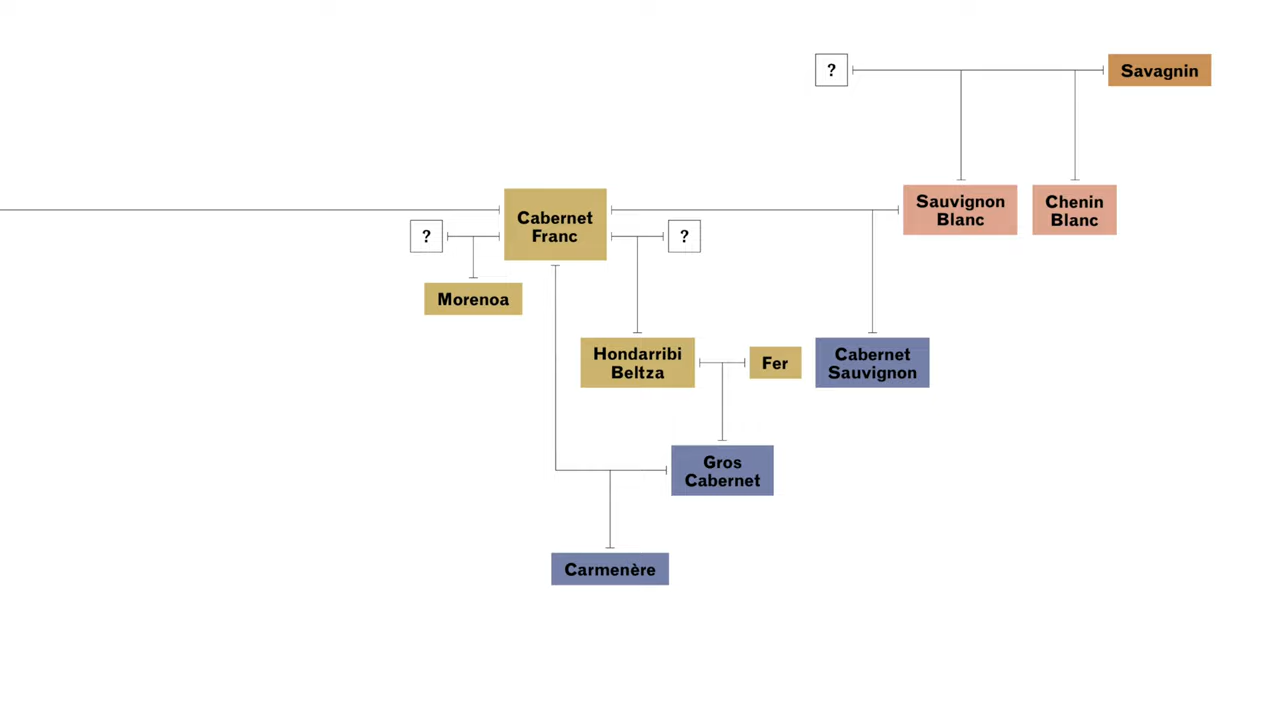 ?
Savagnin
Sauvignon
Blanc
Chenin
Blanc
Cabernet
Franc
?
?
Morenoa
Hondarribi
Beltza
Fer
Cabernet
Sauvignon
Gros
Cabernet
Carmenère